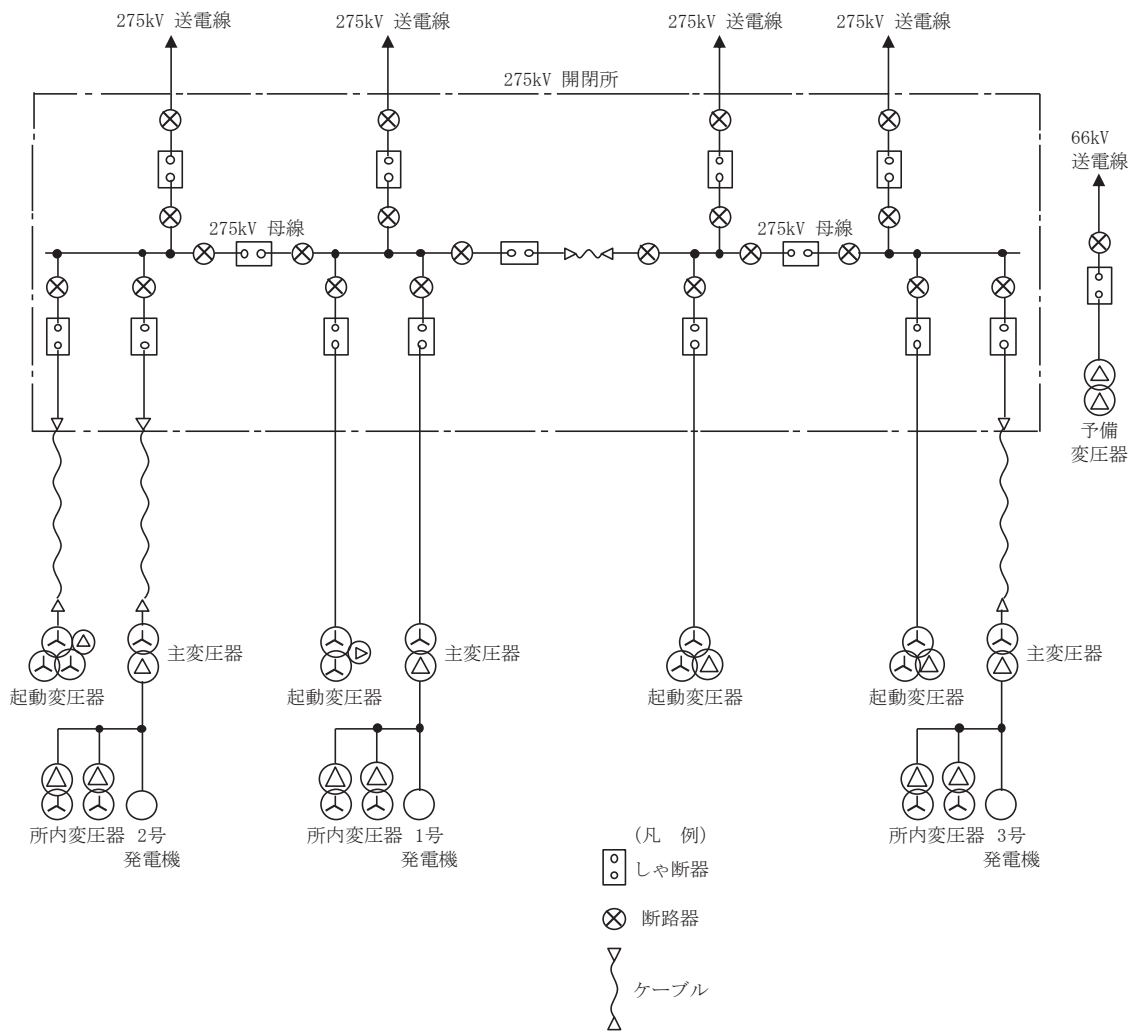 275kV 送電線
275kV 送電線
275kV 送電線
275kV 送電線
275kV 開閉所
66kV
送電線
275kV 母線
275kV 母線
予備
変圧器
主変圧器
主変圧器
主変圧器
起動変圧器
起動変圧器
起動変圧器
起動変圧器
所内変圧器 2号
発電機
所内変圧器 1号
発電機
所内変圧器 3号
発電機
(凡 例)
しゃ断器
断路器
ケーブル